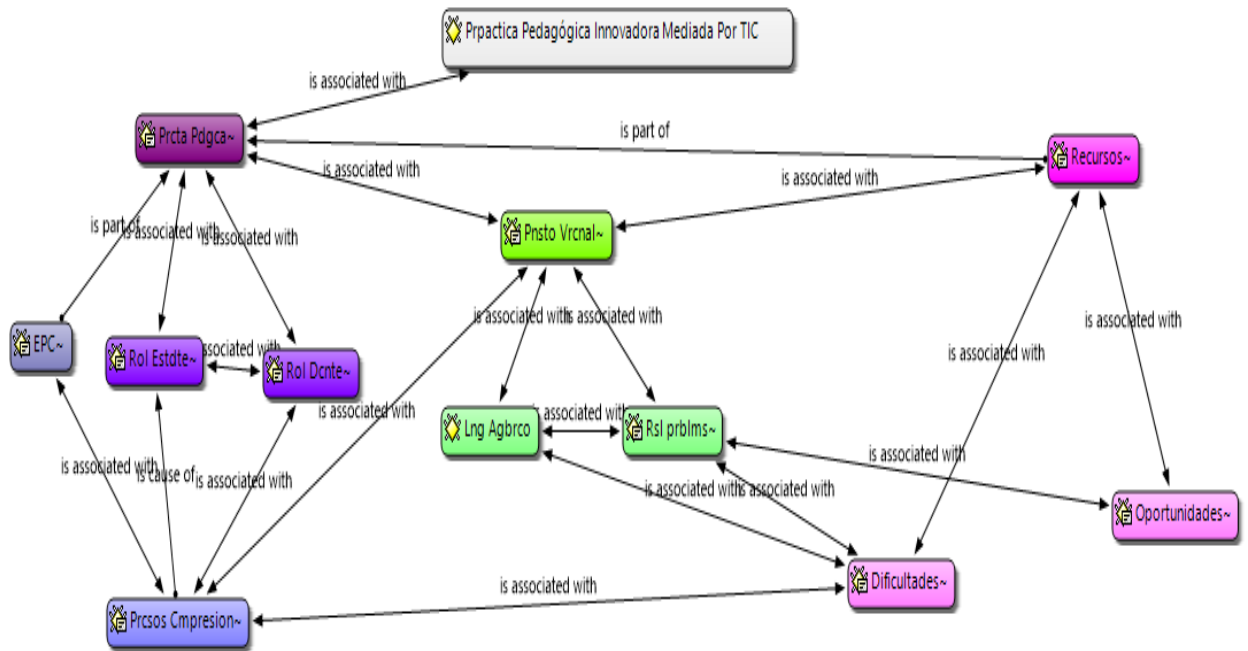 Prpactica Pedagógica Innovadora Mediada Por TIC
is associated with
Prcta Pdgca~
is part of
Recursos~
is associated with
is associated with
is part of
is associated with
is associated with
Pnsto Vrcnal~
EPC~
Rol Estdte~
associated with
Rol Dcnte~
is associated with
is associated with
is associated with
is associated with
is associated with
is associated with
Lng Agbrco
is associated with
Rsl prblms~
is associated with
is cause of
is associated with
is associated with
is associated with
is associated with
Oportunidades~
is associated with
Dificultades~
Prcsos Cmpresion~